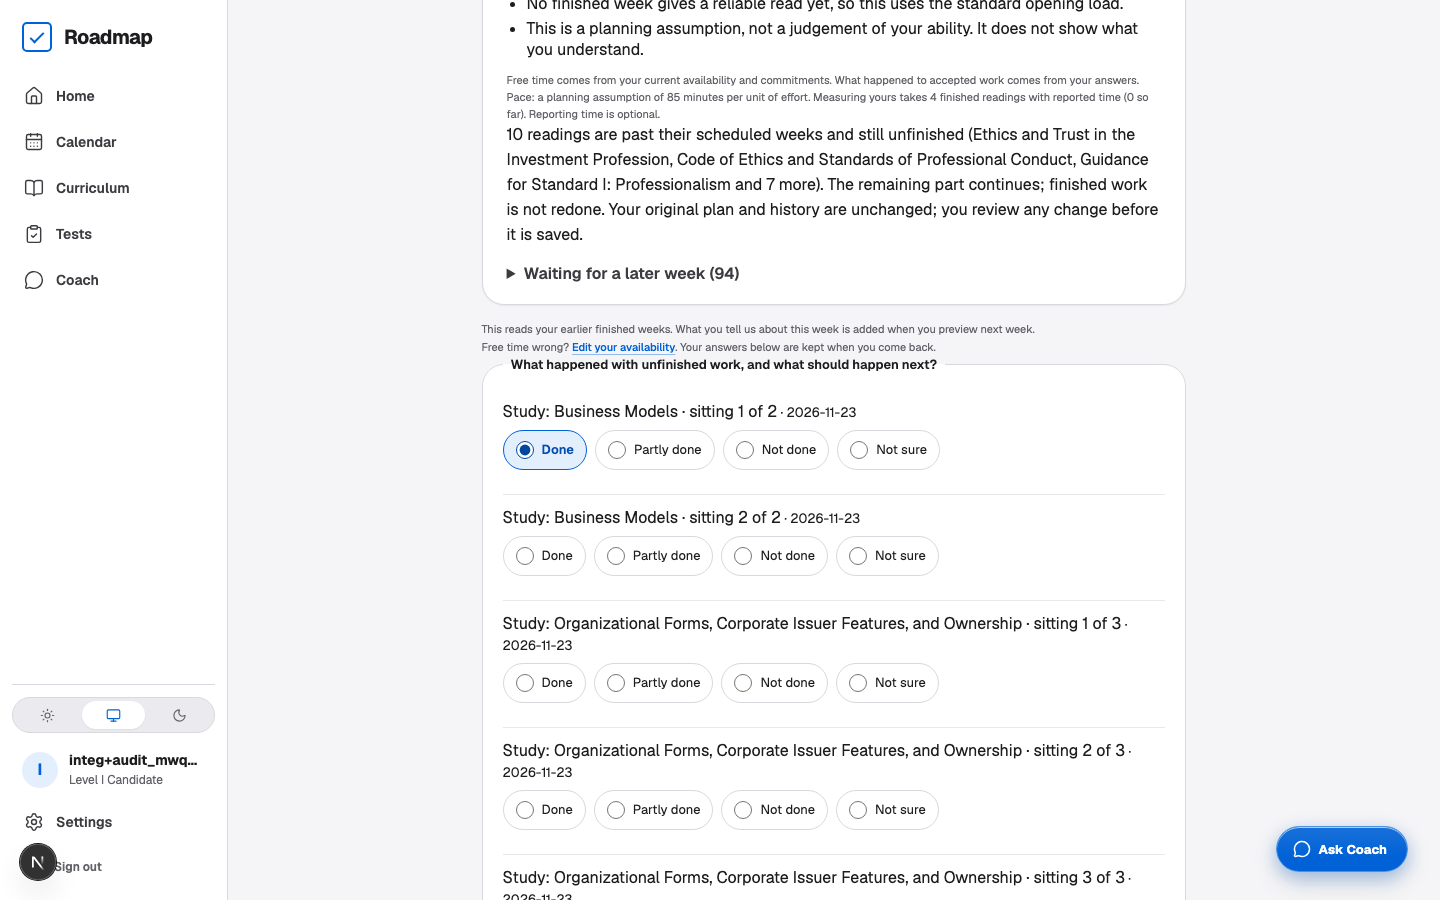 Roadmap
Home
Calendar
Curriculum
Tests
Coach
I
integ+audit_mwq...
Level I Candidate
Settings
N
Sign out
No finished week gives a reliable read yet, so this uses the standard opening load.
This is a planning assumption, not a judgement of your ability. It does not show what
you understand.
Free time comes from your current availability and commitments. What happened to accepted work comes from your answers.
Pace: a planning assumption of 85 minutes per unit of effort. Measuring yours takes 4 finished readings with reported time (0 so
far). Reporting time is optional.
10 readings are past their scheduled weeks and still unfinished (Ethics and Trust in the
Investment Profession, Code of Ethics and Standards of Professional Conduct, Guidance
for Standard I: Professionalism and 7 more). The remaining part continues; finished work
is not redone. Your original plan and history are unchanged; you review any change before
it is saved.
Waiting for a later week (94)
This reads your earlier finished weeks. What you tell us about this week is added when you preview next week.
Free time wrong? Edit your availability. Your answers below are kept when you come back.
What happened with unfinished work, and what should happen next?
Study: Business Models · sitting 1 of 2 · 2026-11-23
Done Partly done Not done Not sure
Study: Business Models · sitting 2 of 2 · 2026-11-23
Done Partly done Not done Not sure
Study: Organizational Forms, Corporate Issuer Features, and Ownership · sitting 1 of 3 ·
2026-11-23
Done Partly done Not done Not sure
Study: Organizational Forms, Corporate Issuer Features, and Ownership · sitting 2 of 3 ·
2026-11-23
Done Partly done Not done Not sure
Study: Organizational Forms, Corporate Issuer Features, and Ownership · sitting 3 of 3 ·
2026-11-23
Ask Coach